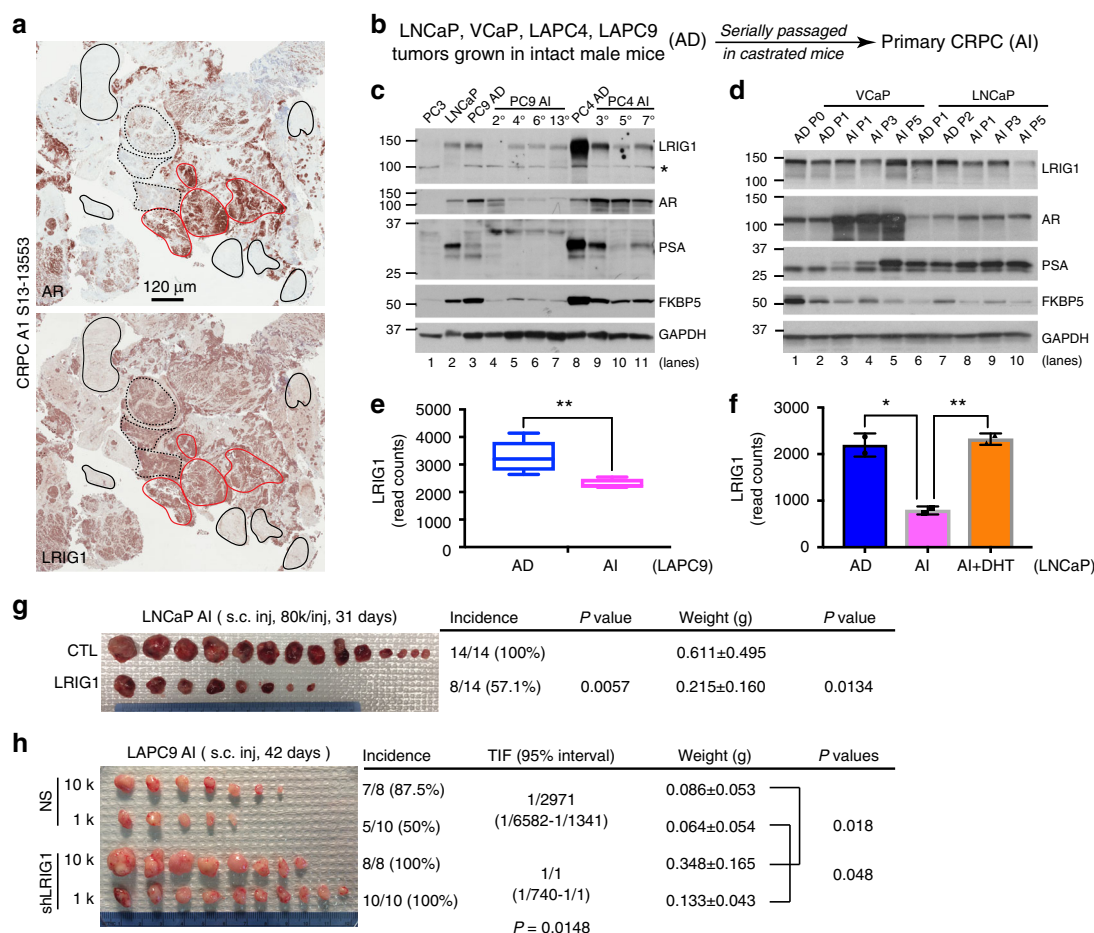 a
CRPC A1 S13-13553
AR
120 µm
LRIG1
b
LNCaP, VCaP, LAPC4, LAPC9
tumors grown in intact male mice
(AD)
Serially passaged
in castrated mice
Primary CRPC (AI)
c
PC3
LNCaP
PC9 AD
PC9 AI
2° 4° 6° 13°
PC4 AD
PC4 AI
3° 5° 7°
150
100
LRIG1
*
150
100
AR
37
25
PSA
50
FKBP5
37
GAPDH
1 2 3 4 5 6 7 8 9 10 11 (lanes)
d
VCaP LNCaP
AD P0 AD P1 AI P1 AI P3 AI P5 AD P1 AD P2 AI P1 AI P3 AI P5
150
100
LRIG1
150
100
AR
37
25
PSA
50
FKBP5
37
GAPDH
1 2 3 4 5 6 7 8 9 10 (lanes)
e
LRIG1
(read counts)
5000
4000
3000
2000
1000
0
**
AD AI (LAPC9)
f
LRIG1
(read counts)
3000
2000
1000
0
* **
AD AI AI+DHT (LNCaP)
g
LNCaP AI ( s.c. inj, 80k/inj, 31 days) Incidence P value Weight (g) P value
CTL 14/14 (100%) 0.611±0.495
LRIG1 8/14 (57.1%) 0.0057 0.215±0.160 0.0134
h
LAPC9 AI ( s.c. inj, 42 days ) Incidence TIF (95% interval) Weight (g) P values
NS
10 k 7/8 (87.5%) 0.086±0.053
1/2971
(1/6582-1/1341)
0.018
1 k 5/10 (50%) 0.064±0.054
shLRIG1
10 k 8/8 (100%) 0.348±0.165
1/1
(1/740-1/1)
0.048
1 k 10/10 (100%) 0.133±0.043
P = 0.0148